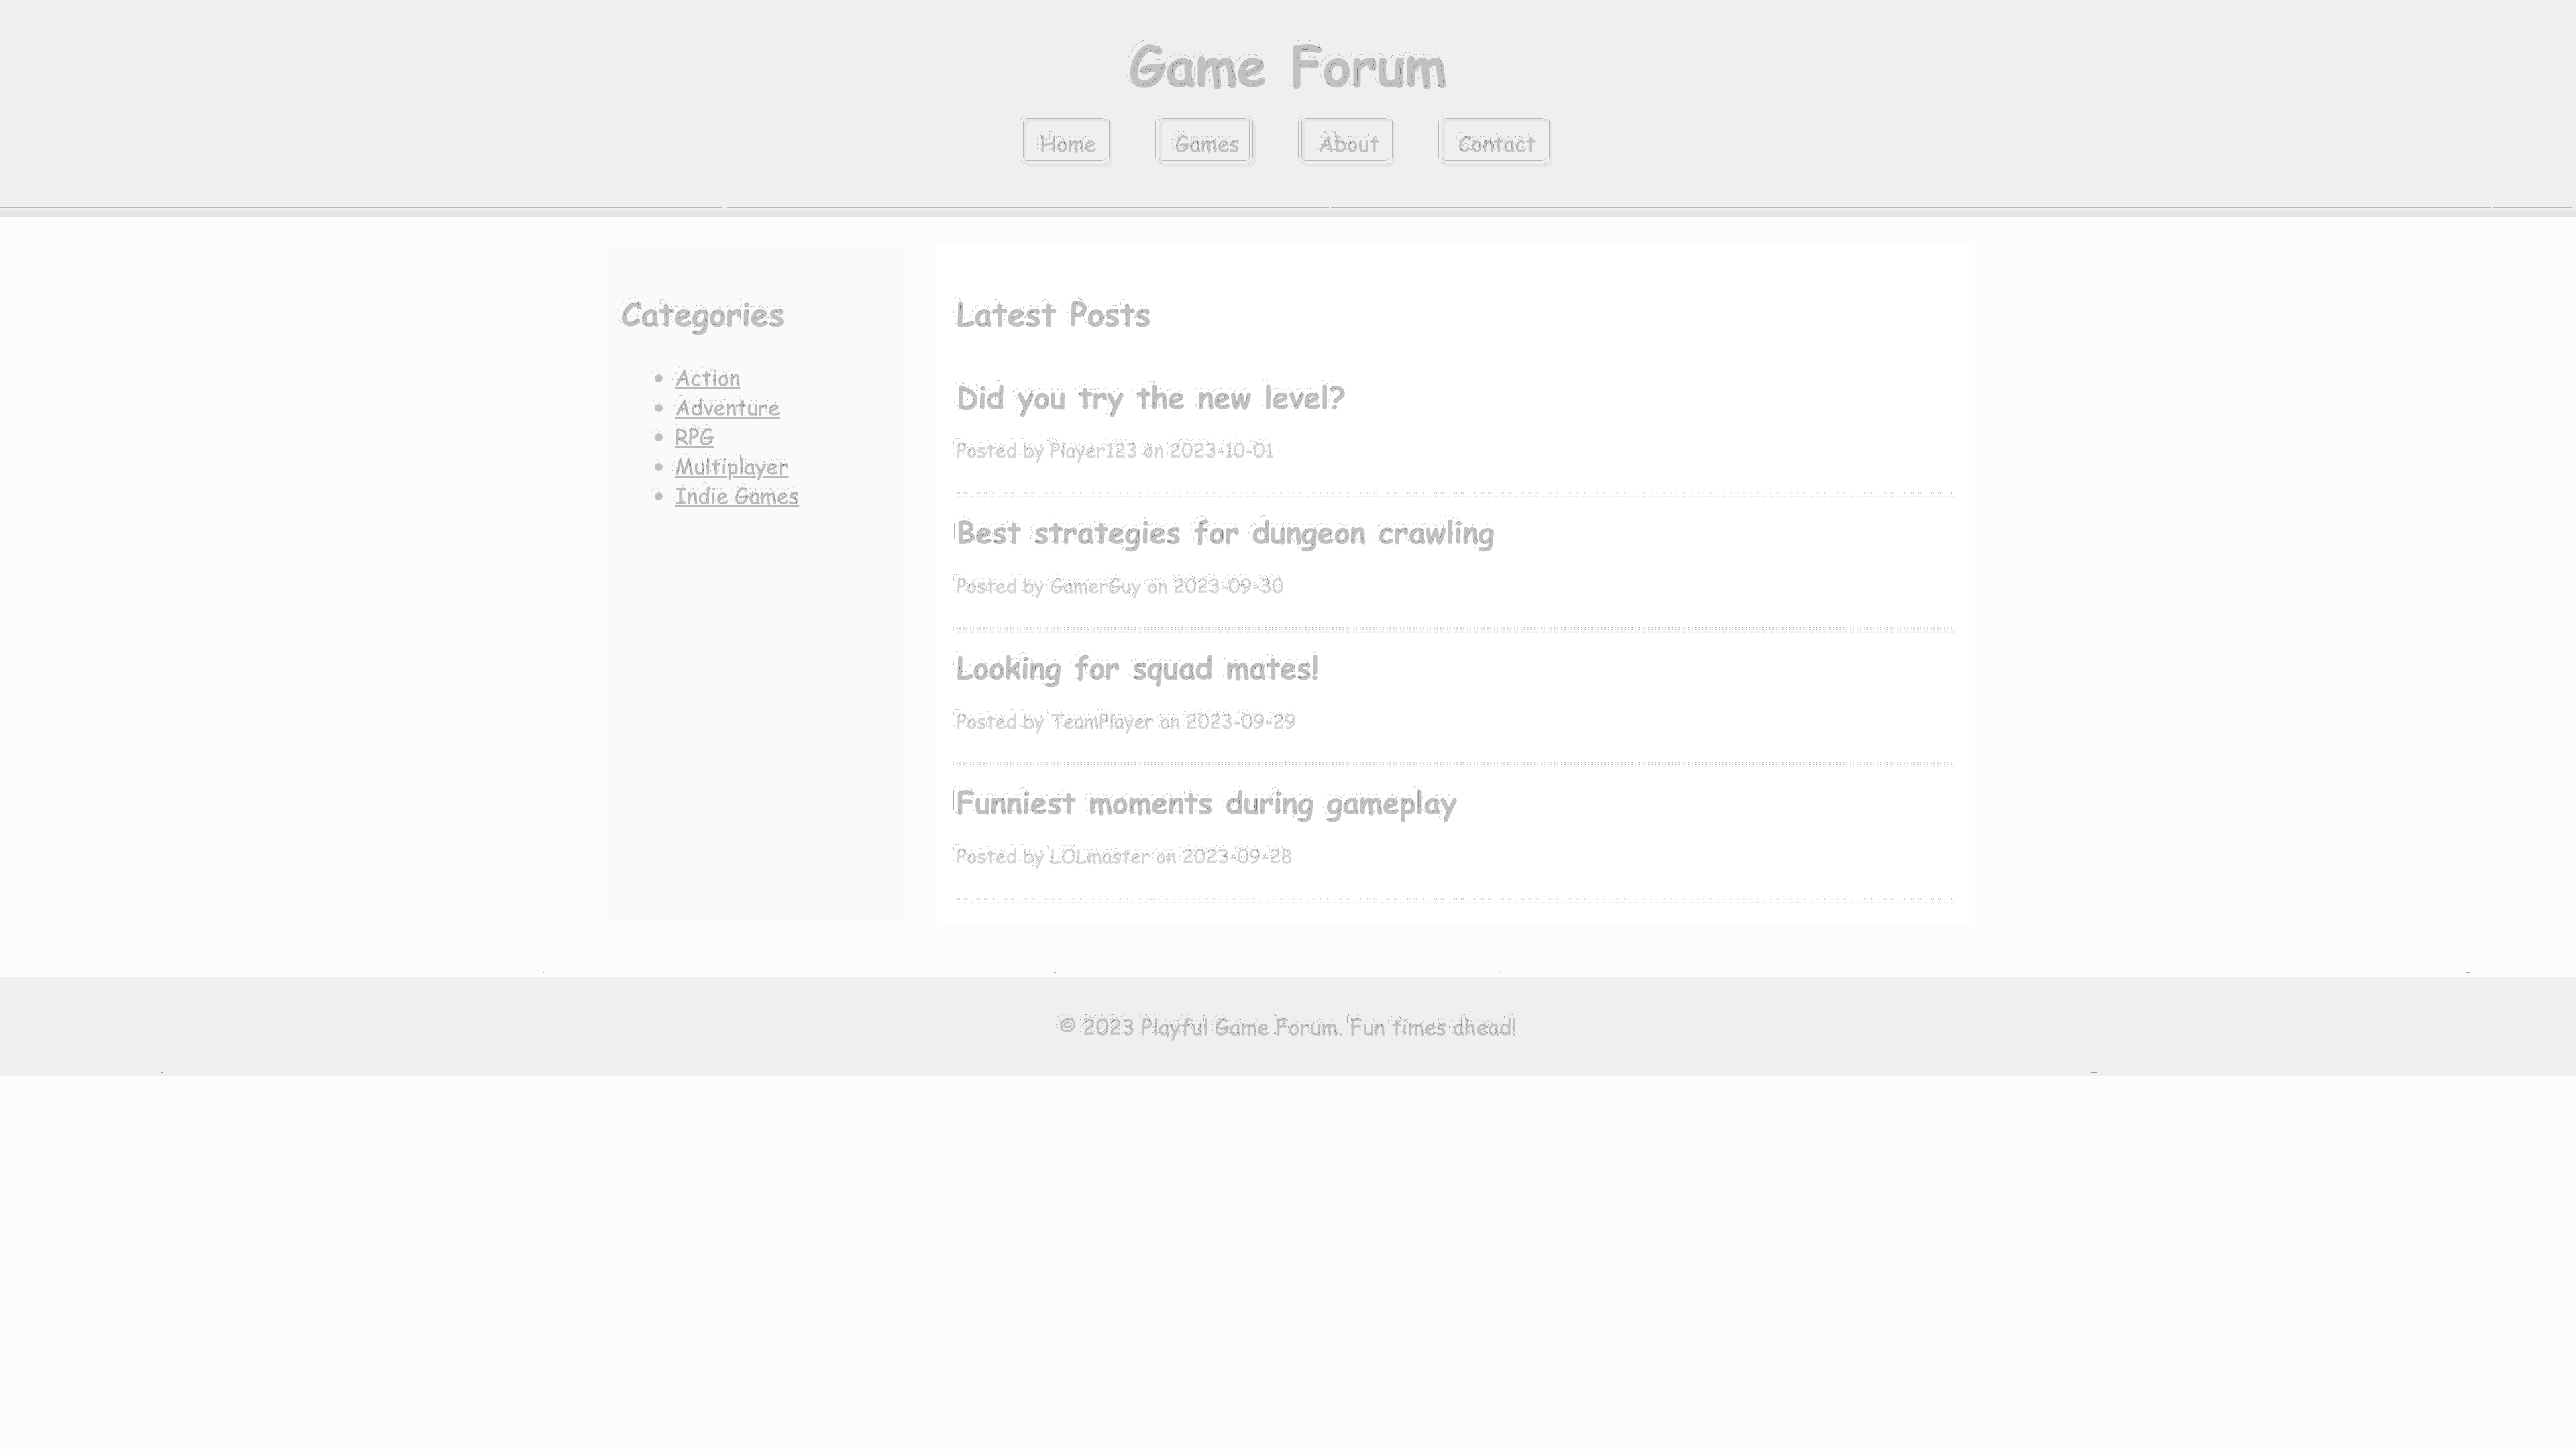 Game Forum
Home Games About Contact
Categories
Action
Adventure
RPG
Multiplayer
Indie Games
Latest Posts
Did you try the new level?
Posted by Player123 on 2023-10-01
Best strategies for dungeon crawling
Posted by GamerGuy on 2023-09-30
Looking for squad mates!
Posted by TeamPlayer on 2023-09-29
Funniest moments during gameplay
Posted by LOLmaster on 2023-09-28
© 2023 Playful Game Forum. Fun times ahead!